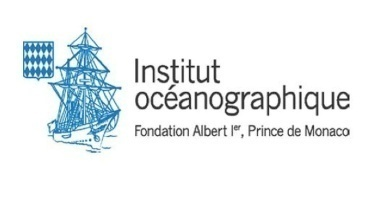 Institut
océanographique
Fondation Albert Iᵉʳ, Prince de Monaco